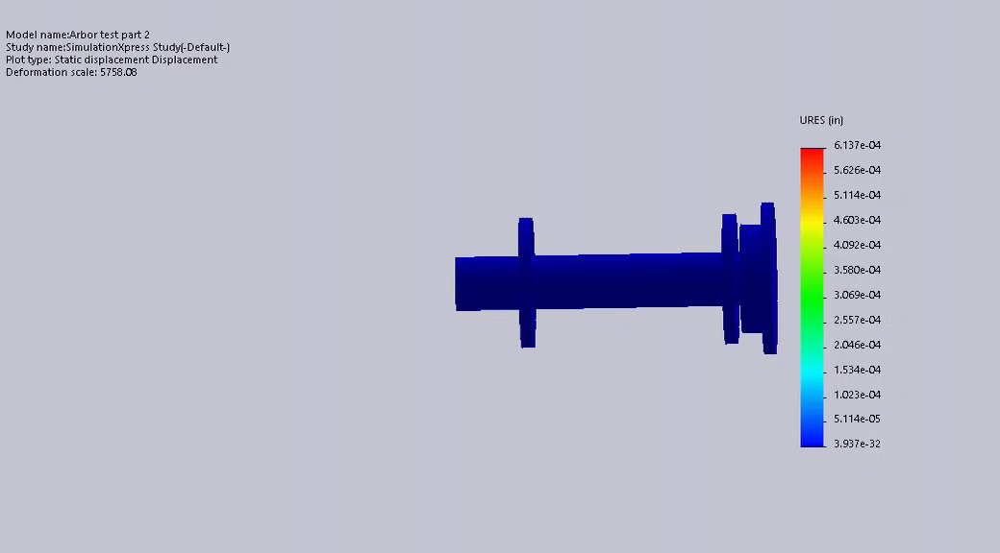 Model name:Arbor test part 2
Study name:SimulationXpress Study(-Default-)
Plot type: Static displacement Displacement
Deformation scale: 5758.08
URES (in)
6.137e-04
5.626e-04
5.114e-04
4.603e-04
4.092e-04
3.580e-04
3.069e-04
2.557e-04
2.046e-04
1.534e-04
1.023e-04
5.114e-05
3.937e-32